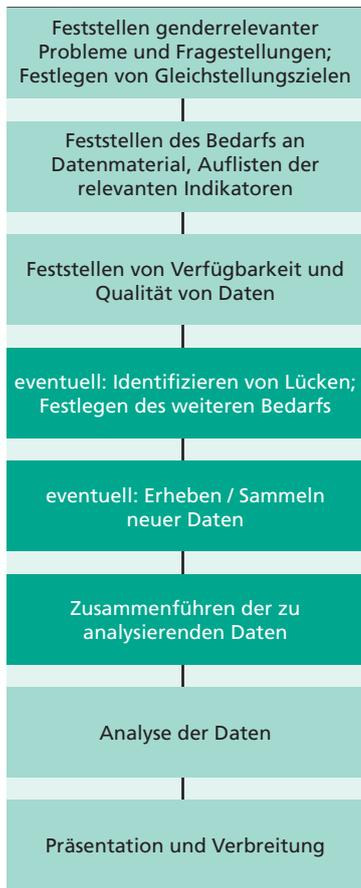 Feststellen genderrelevanter
Probleme und Fragestellungen;
Festlegen von Gleichstellungszielen
Feststellen des Bedarfs an
Datenmaterial, Auflisten der
relevanten Indikatoren
Feststellen von Verfügbarkeit und
Qualität von Daten
eventuell: Identifizieren von Lücken;
Festlegen des weiteren Bedarfs
eventuell: Erheben / Sammeln
neuer Daten
Zusammenführen der zu
analysierenden Daten
Analyse der Daten
Präsentation und Verbreitung